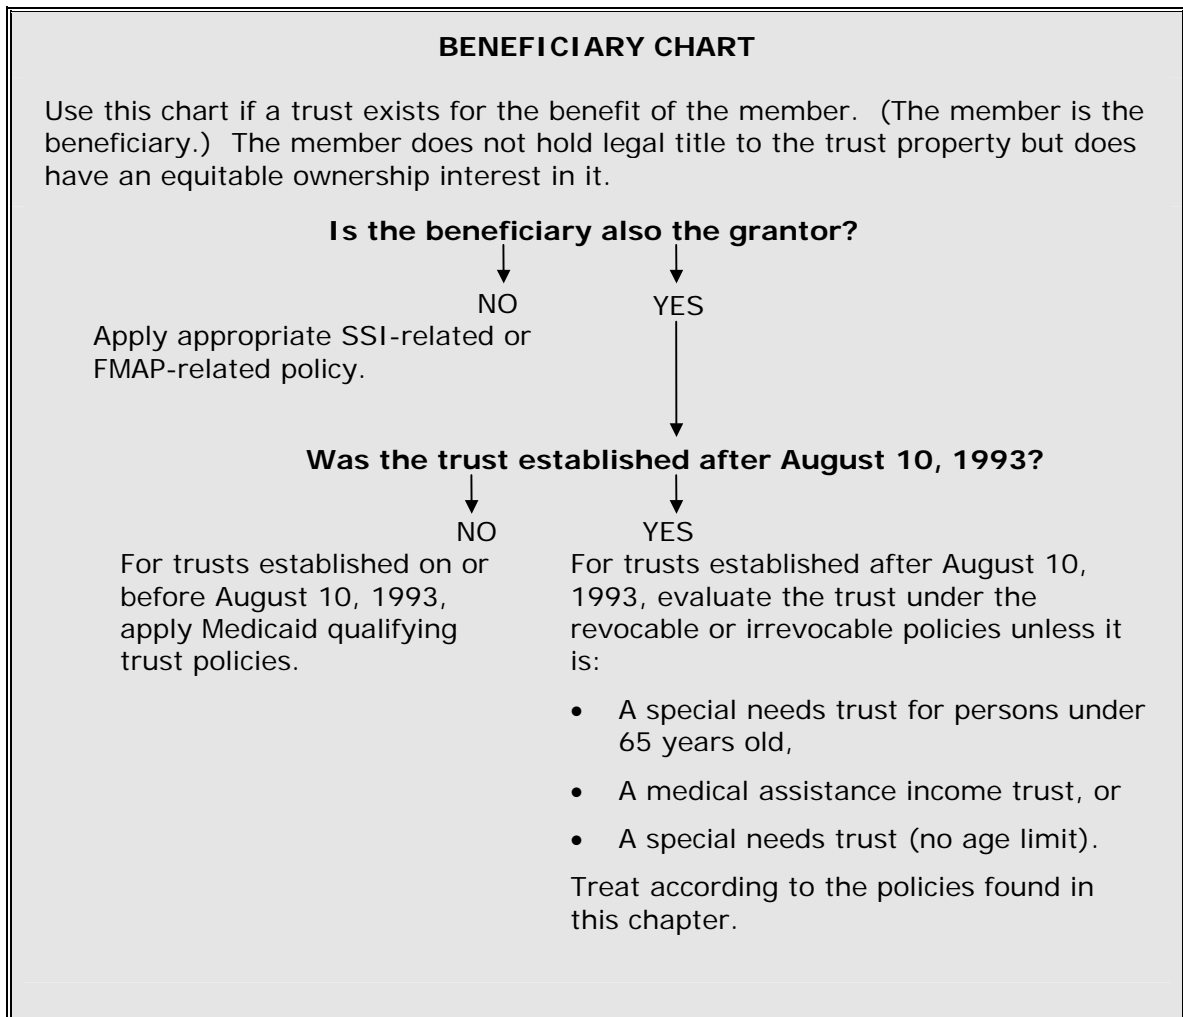 BENEFICIARY CHART
Use this chart if a trust exists for the benefit of the member. (The member is the
beneficiary.) The member does not hold legal title to the trust property but does
have an equitable ownership interest in it.
Is the beneficiary also the grantor?
NO
Apply appropriate SSI-related or
FMAP-related policy.
YES
Was the trust established after August 10, 1993?
NO
For trusts established on or
before August 10, 1993,
apply Medicaid qualifying
trust policies.
YES
For trusts established after August 10,
1993, evaluate the trust under the
revocable or irrevocable policies unless it
is:
• A special needs trust for persons under
65 years old,
• A medical assistance income trust, or
• A special needs trust (no age limit).
Treat according to the policies found in
this chapter.